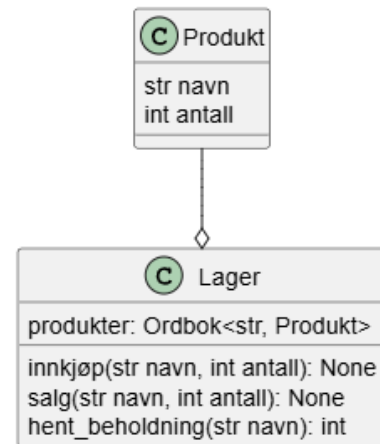 C Produkt
str navn
int antall
C Lager
produkter: Ordbok<str, Produkt>
innkjøp(str navn, int antall): None
salg(str navn, int antall): None
hent_beholdning(str navn): int